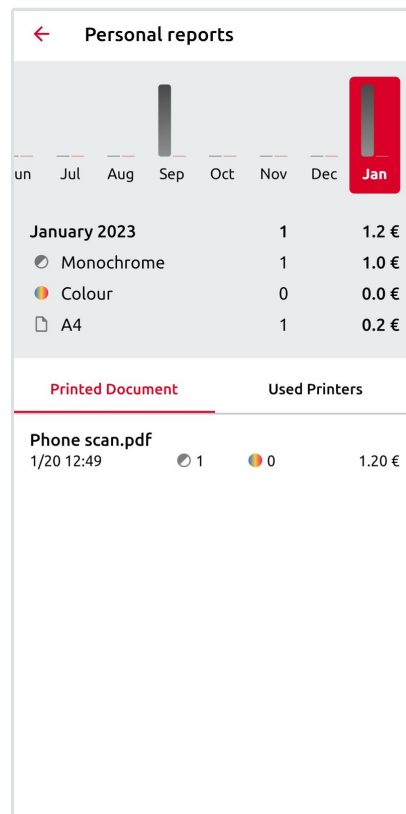 Personal reports
un Jul Aug Sep Oct Nov Dec Jan
January 2023 1 1.2 €
Monochrome 1 1.0 €
Colour 0 0.0 €
A4 1 0.2 €
Printed Document Used Printers
Phone scan.pdf
1/20 12:49 1 0 1.20 €